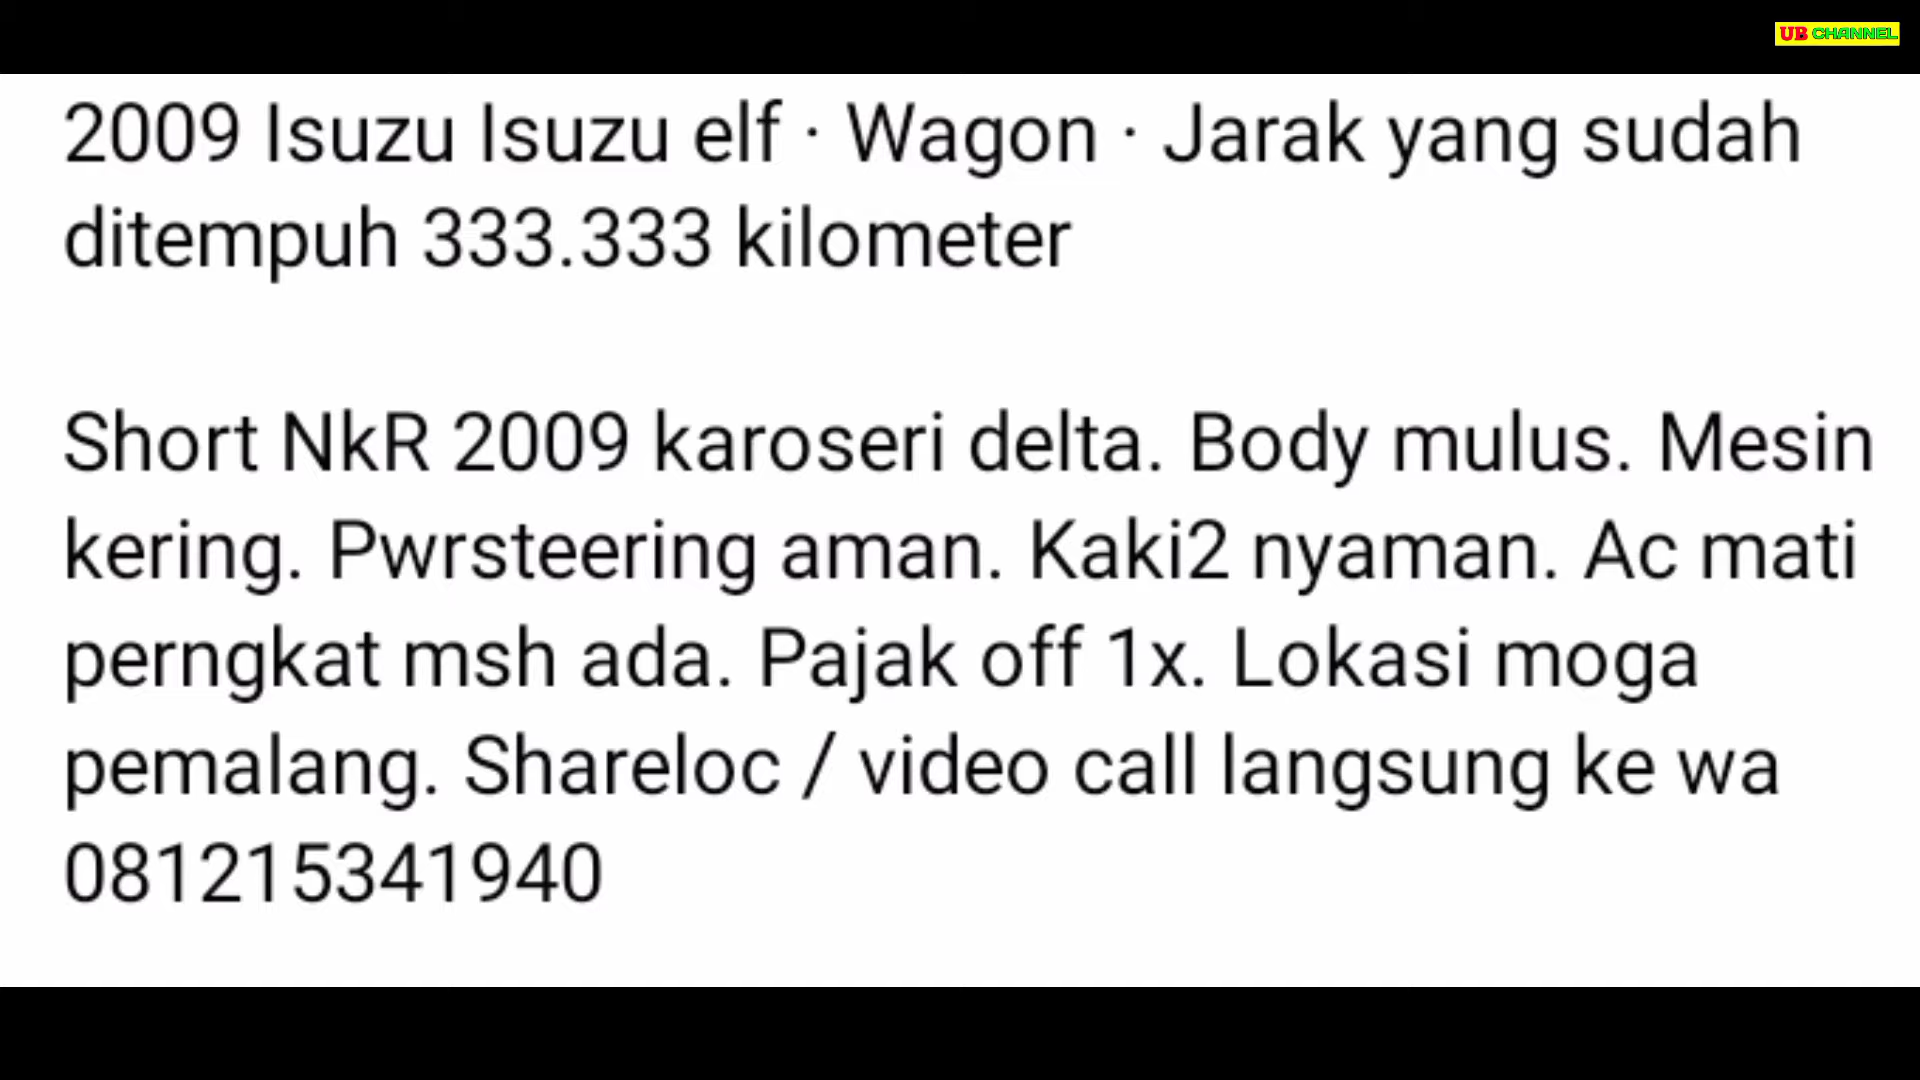 UB CHANNEL
2009 Isuzu Isuzu elf · Wagon · Jarak yang sudah
ditempuh 333.333 kilometer
Short NkR 2009 karoseri delta. Body mulus. Mesin
kering. Pwrsteering aman. Kaki2 nyaman. Ac mati
perngkat msh ada. Pajak off 1x. Lokasi moga
pemalang. Shareloc / video call langsung ke wa
081215341940